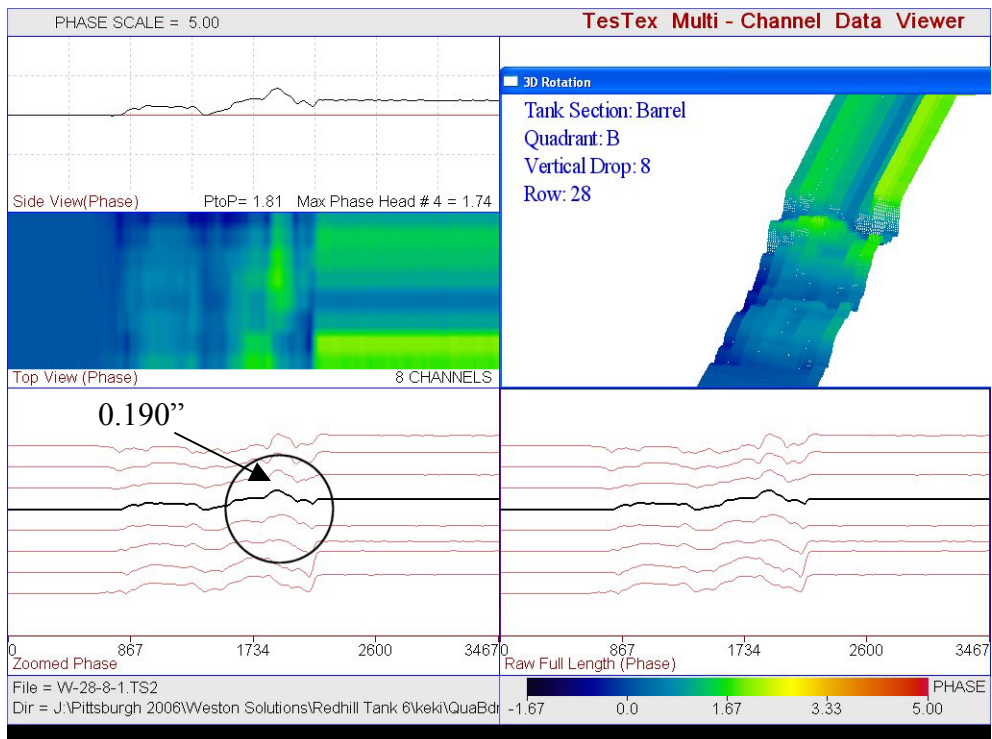 PHASE SCALE = 5.00
TesTex Multi - Channel Data Viewer
Side View(Phase) PtoP= 1.81 Max Phase Head # 4 = 1.74
3D Rotation
Tank Section: Barrel
Quadrant: B
Vertical Drop: 8
Row: 28
Top View (Phase) 8 CHANNELS
0.190”
0 867 1734 2600 3467
Zoomed Phase
0 867 1734 2600 3467
Raw Full Length (Phase)
File = W-28-8-1.TS2
Dir = J:\Pittsburgh 2006\Weston Solutions\Redhill Tank 6\keki\QuaBdr
PHASE
-1.67 0.0 1.67 3.33 5.00